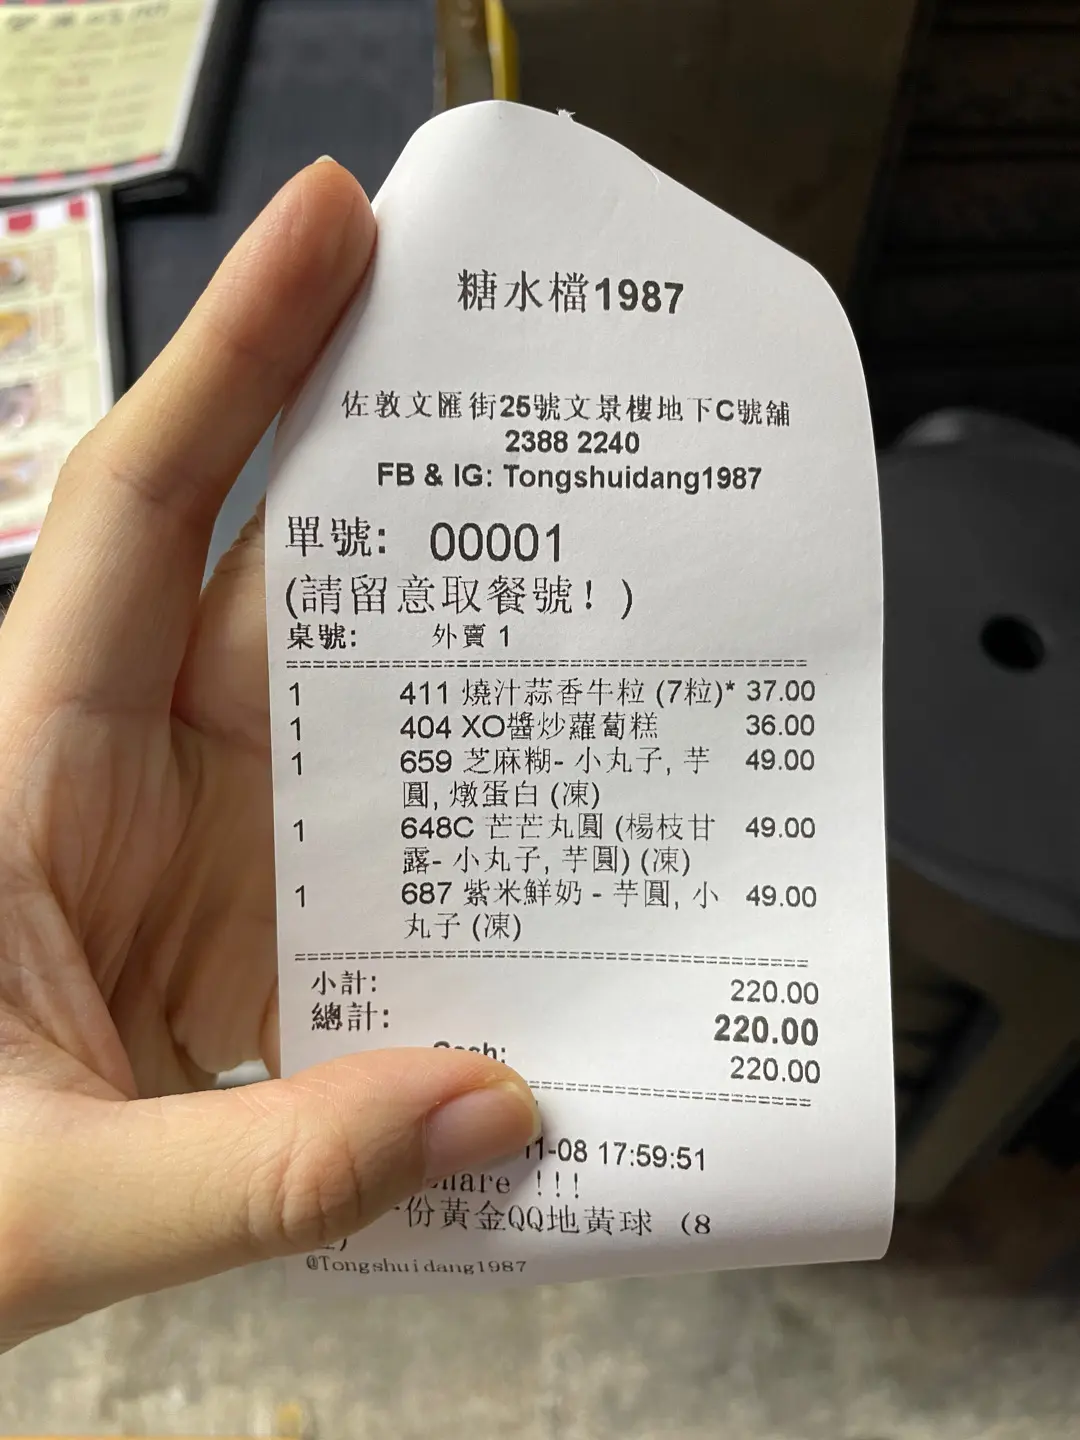 糖水檔1987
佐敦文匯街25號文景樓地下C號舖
2388 2240
FB & IG: Tongshuidang1987
單號: 00001
(請留意取餐號! )
桌號: 外賣 1
1 411 燒汁蒜香牛粒 (7粒)* 37.00
1 404 XO醬炒蘿蔔糕 36.00
1 659 芝麻糊- 小丸子, 芋 49.00
圓, 燉蛋白 (凍)
1 648C 芒芒丸圓 (楊枝甘 49.00
露- 小丸子, 芋圓) (凍)
1 687 紫米鮮奶 - 芋圓, 小 49.00
丸子 (凍)
小計: 220.00
總計: 220.00
Cash: 220.00
11-08 17:59:51
!!!
份黃金QQ地黃球 (8
@Tongshuidang1987